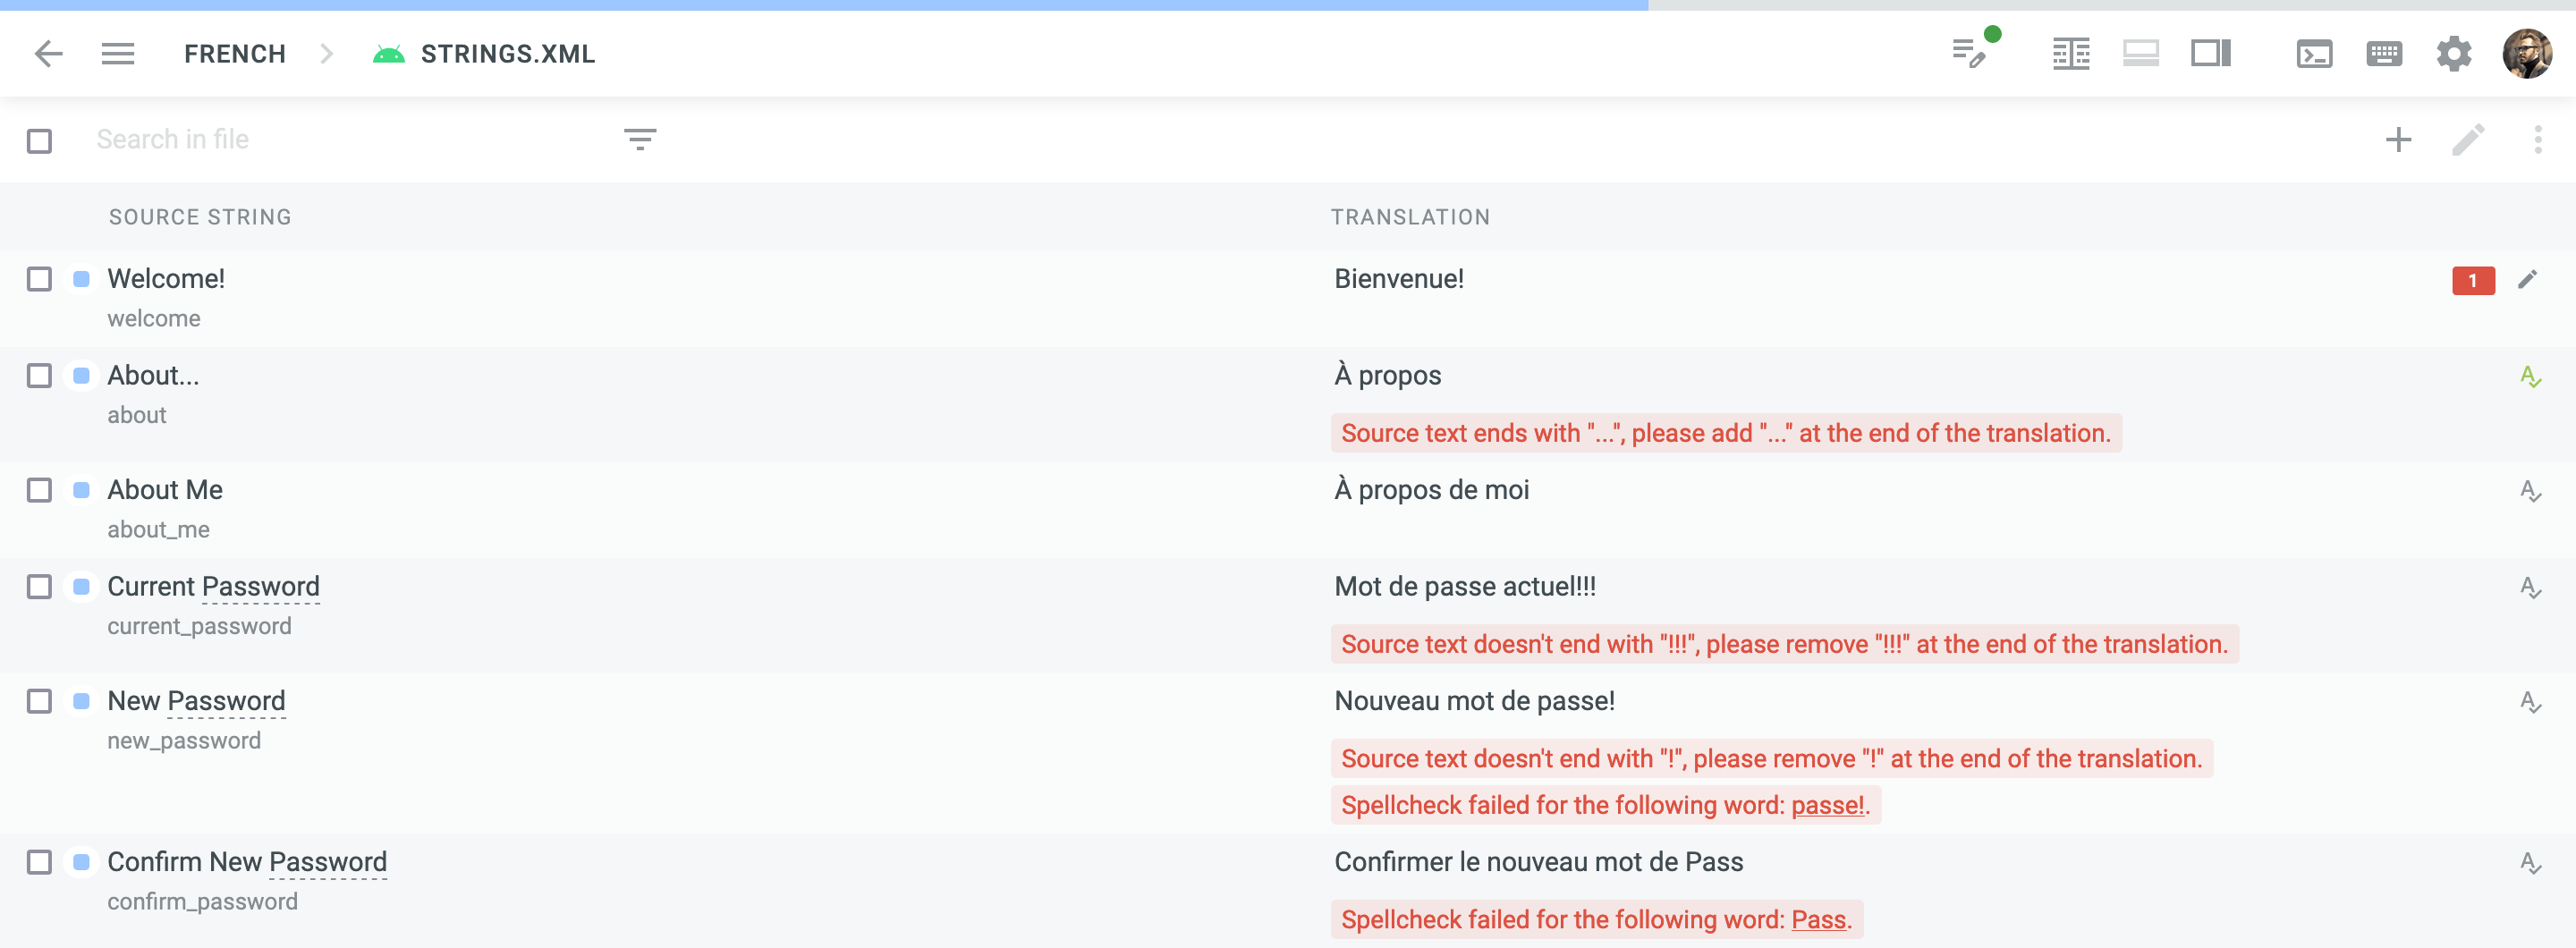 FRENCH STRINGS.XML
Search in file
SOURCE STRING TRANSLATION
Welcome! Bienvenue! 1
welcome
About... À propos
about
Source text ends with "...", please add "..." at the end of the translation.
About Me À propos de moi
about_me
Current Password Mot de passe actuel!!!
current_password
Source text doesn't end with "!!!", please remove "!!!" at the end of the translation.
New Password Nouveau mot de passe!
new_password
Source text doesn't end with "!", please remove "!" at the end of the translation.
Spellcheck failed for the following word: passe!.
Confirm New Password Confirmer le nouveau mot de Pass
confirm_password
Spellcheck failed for the following word: Pass.